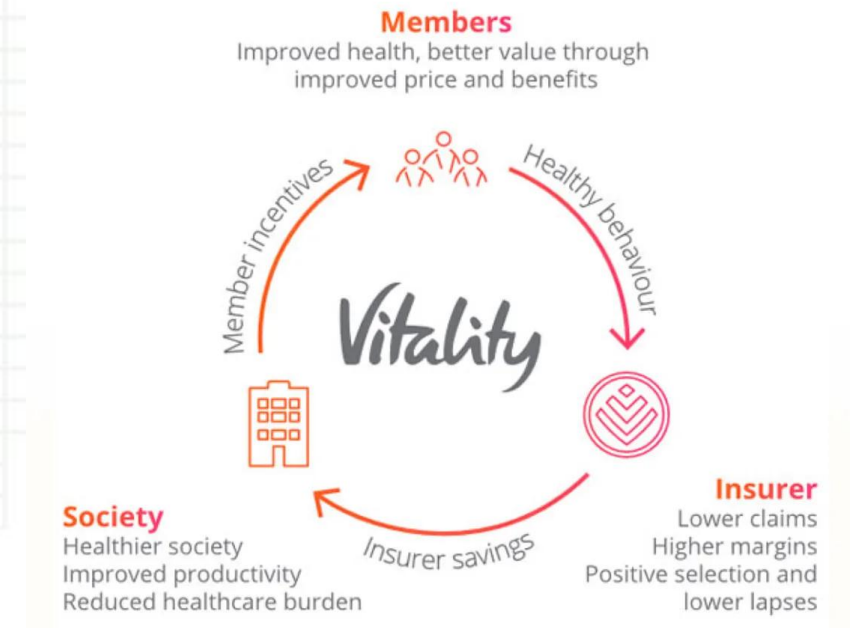 Members
Improved health, better value through
improved price and benefits
Member incentives
Healthy behaviour
Vitality
Insurer savings
Society
Healthier society
Improved productivity
Reduced healthcare burden
Insurer
Lower claims
Higher margins
Positive selection and
lower lapses